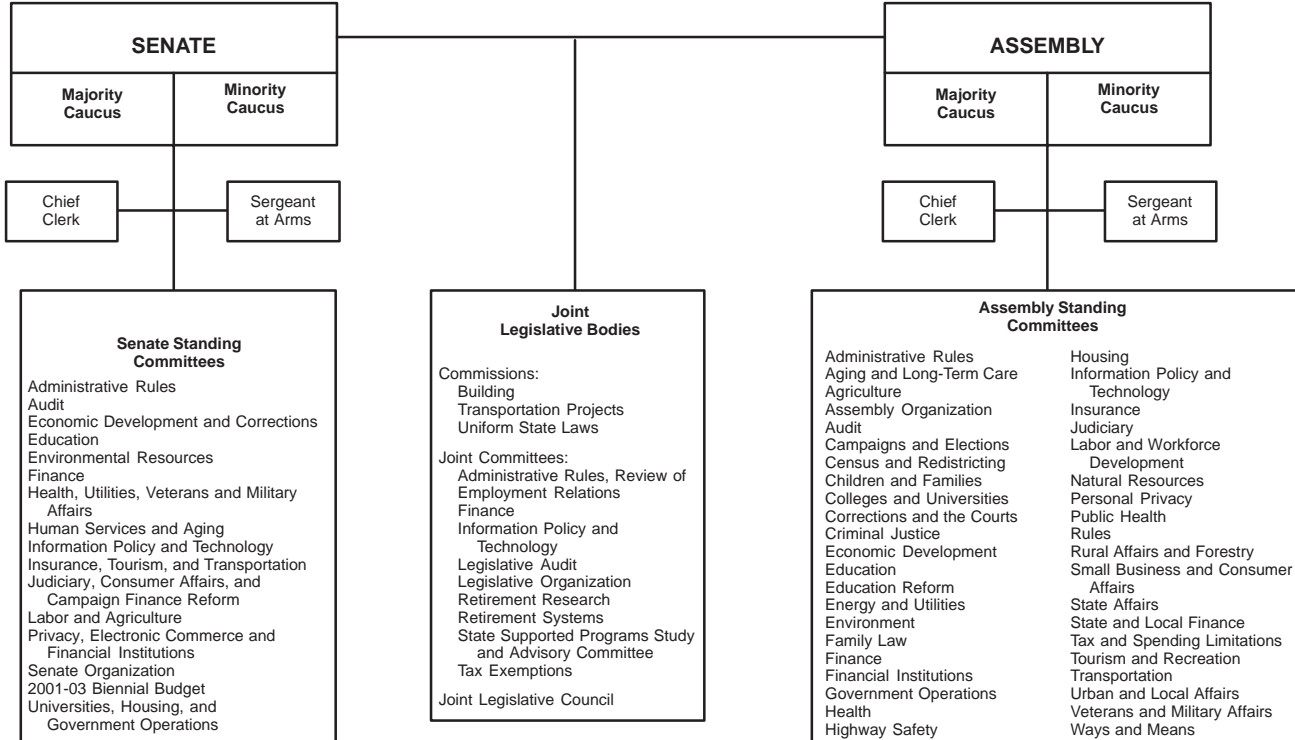 SENATE
Majority
Caucus
Minority
Caucus
Chief
Clerk
Sergeant
at Arms
Senate Standing
Committees
Administrative Rules
Audit
Economic Development and Corrections
Education
Environmental Resources
Finance
Health, Utilities, Veterans and Military
Affairs
Human Services and Aging
Information Policy and Technology
Insurance, Tourism, and Transportation
Judiciary, Consumer Affairs, and
Campaign Finance Reform
Labor and Agriculture
Privacy, Electronic Commerce and
Financial Institutions
Senate Organization
2001-03 Biennial Budget
Universities, Housing, and
Government Operations
Joint
Legislative Bodies
Commissions:
Building
Transportation Projects
Uniform State Laws
Joint Committees:
Administrative Rules, Review of
Employment Relations
Finance
Information Policy and
Technology
Legislative Audit
Legislative Organization
Retirement Research
Retirement Systems
State Supported Programs Study
and Advisory Committee
Tax Exemptions
Joint Legislative Council
ASSEMBLY
Majority
Caucus
Minority
Caucus
Chief
Clerk
Sergeant
at Arms
Assembly Standing
Committees
Administrative Rules
Aging and Long-Term Care
Agriculture
Assembly Organization
Audit
Campaigns and Elections
Census and Redistricting
Children and Families
Colleges and Universities
Corrections and the Courts
Criminal Justice
Economic Development
Education
Education Reform
Energy and Utilities
Environment
Family Law
Finance
Financial Institutions
Government Operations
Health
Highway Safety
Housing
Information Policy and
Technology
Insurance
Judiciary
Labor and Workforce
Development
Natural Resources
Personal Privacy
Public Health
Rules
Rural Affairs and Forestry
Small Business and Consumer
Affairs
State Affairs
State and Local Finance
Tax and Spending Limitations
Tourism and Recreation
Transportation
Urban and Local Affairs
Veterans and Military Affairs
Ways and Means